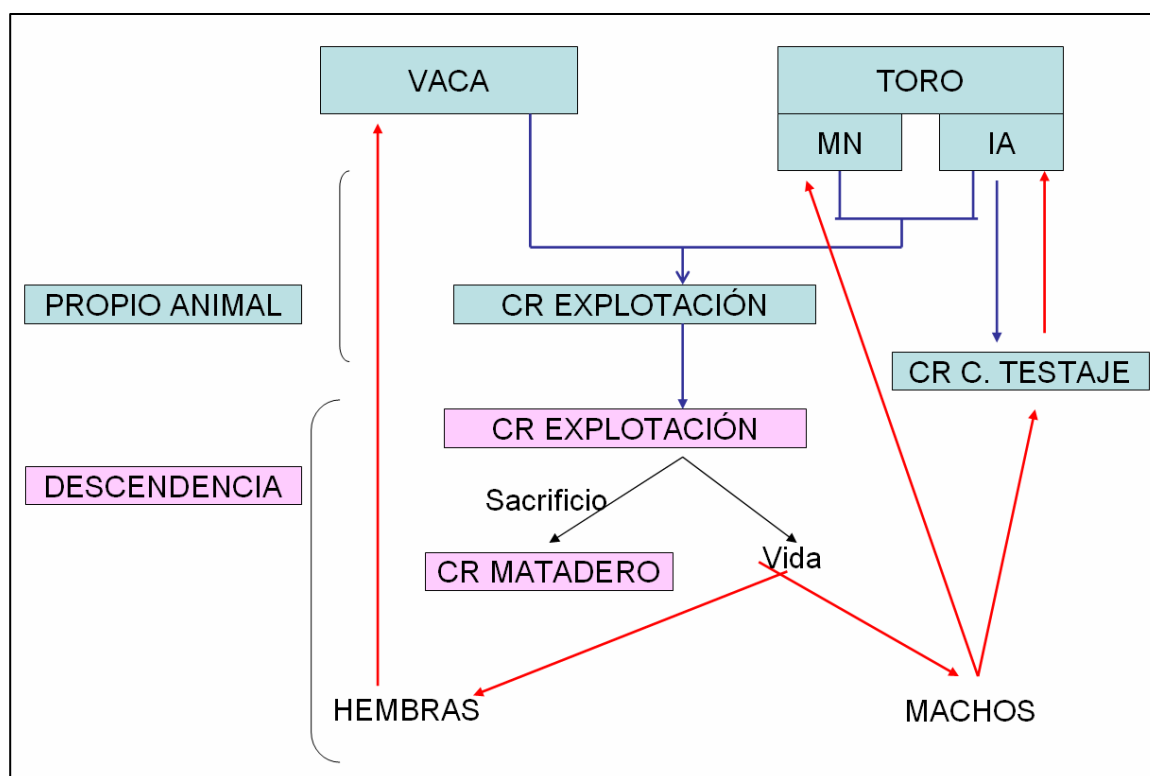 VACA
TORO
MN
IA
PROPIO ANIMAL
CR EXPLOTACIÓN
CR C. TESTAJE
CR EXPLOTACIÓN
DESCENDENCIA
Sacrificio
Vida
CR MATADERO
HEMBRAS
MACHOS